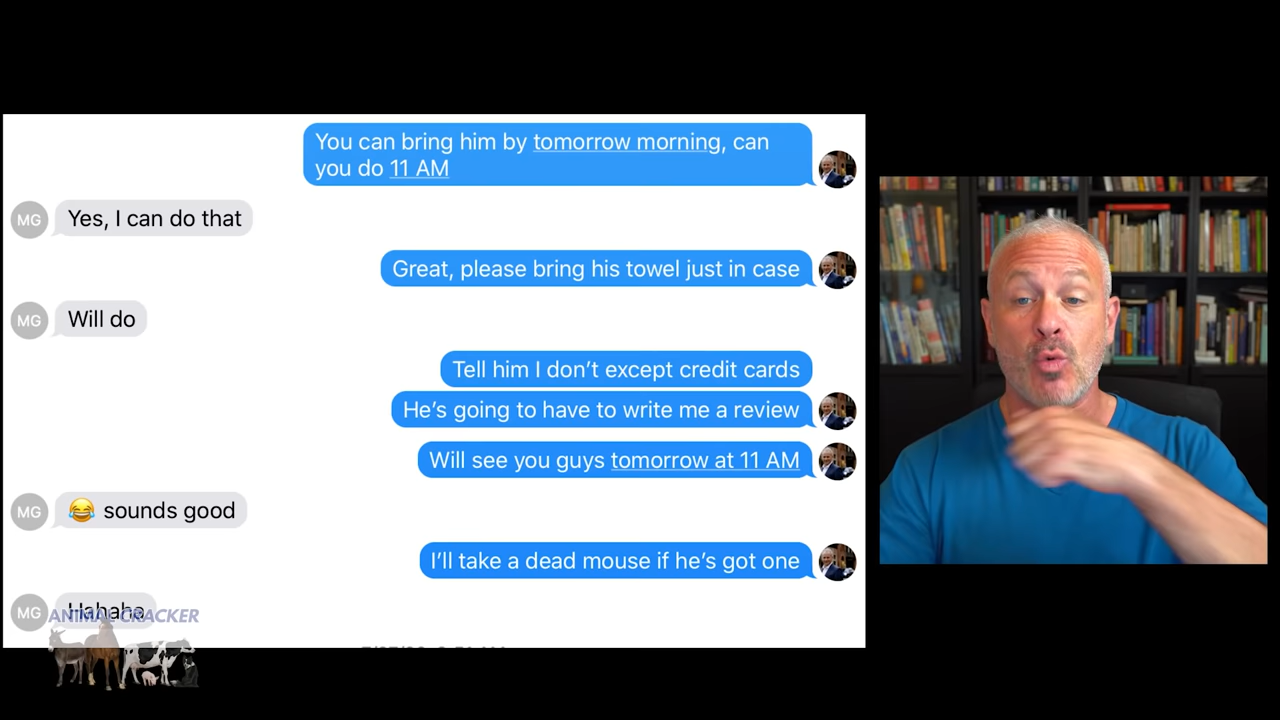 You can bring him by tomorrow morning, can
you do 11 AM
MG Yes, I can do that
Great, please bring his towel just in case
MG Will do
Tell him I don’t except credit cards
He’s going to have to write me a review
Will see you guys tomorrow at 11 AM
MG 😂 sounds good
I’ll take a dead mouse if he’s got one
MG Hahaha
ANIMAL CRACKER